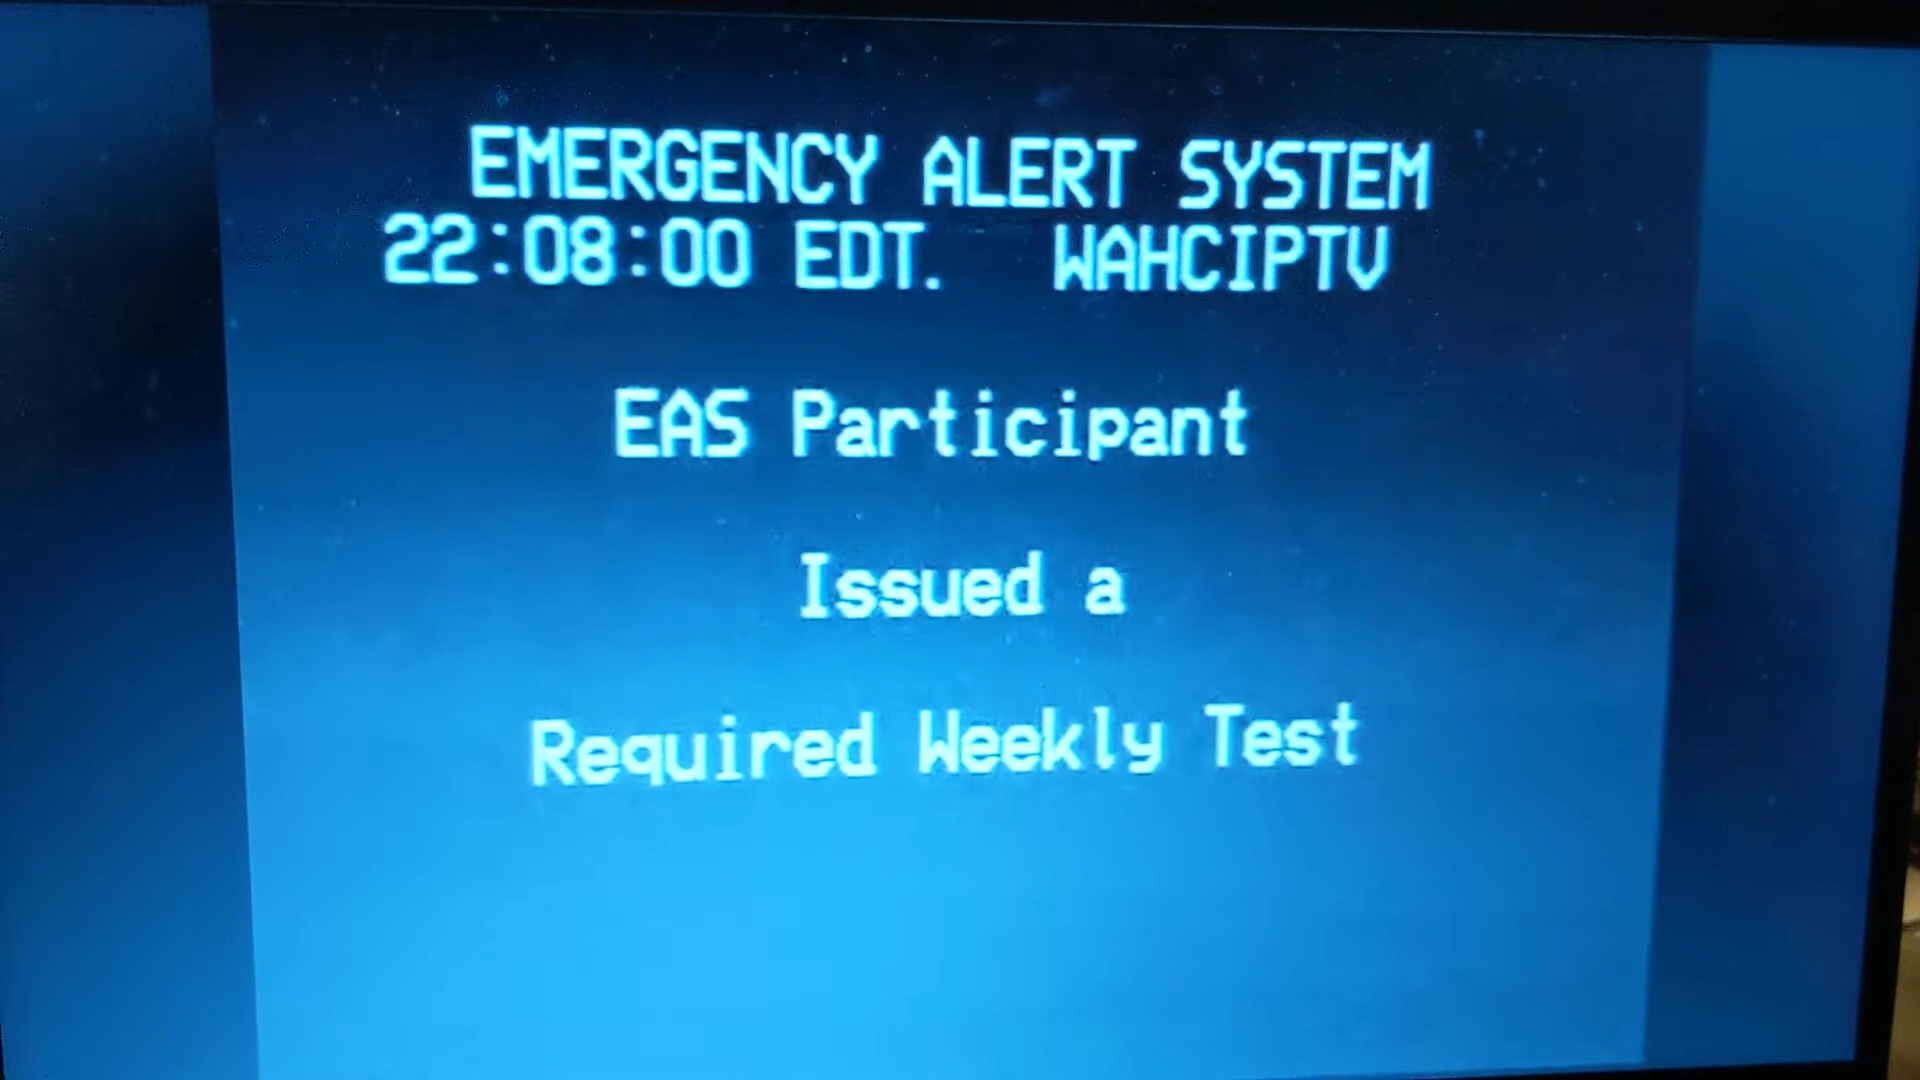 EMERGENCY ALERT SYSTEM
22:08:00 EDT. WAHCIPTV
EAS Participant
Issued a
Required Weekly Test